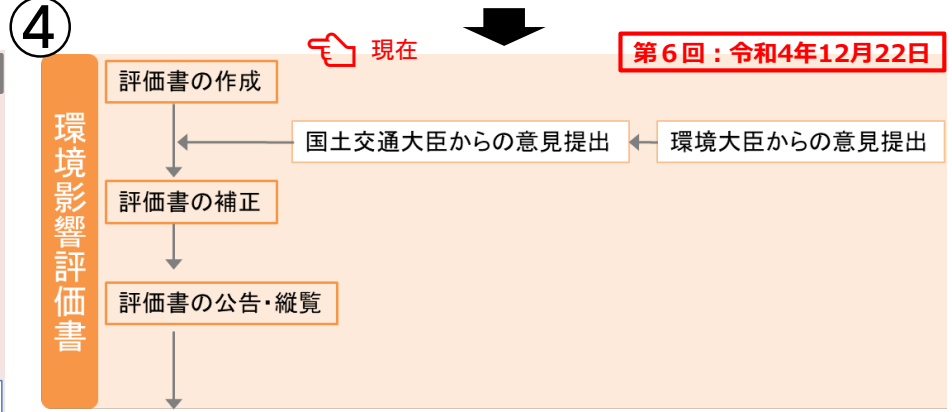 ④
現在
第6回：令和4年12月22日
環境影響評価書
評価書の作成
国土交通大臣からの意見提出
環境大臣からの意見提出
評価書の補正
評価書の公告・縦覧